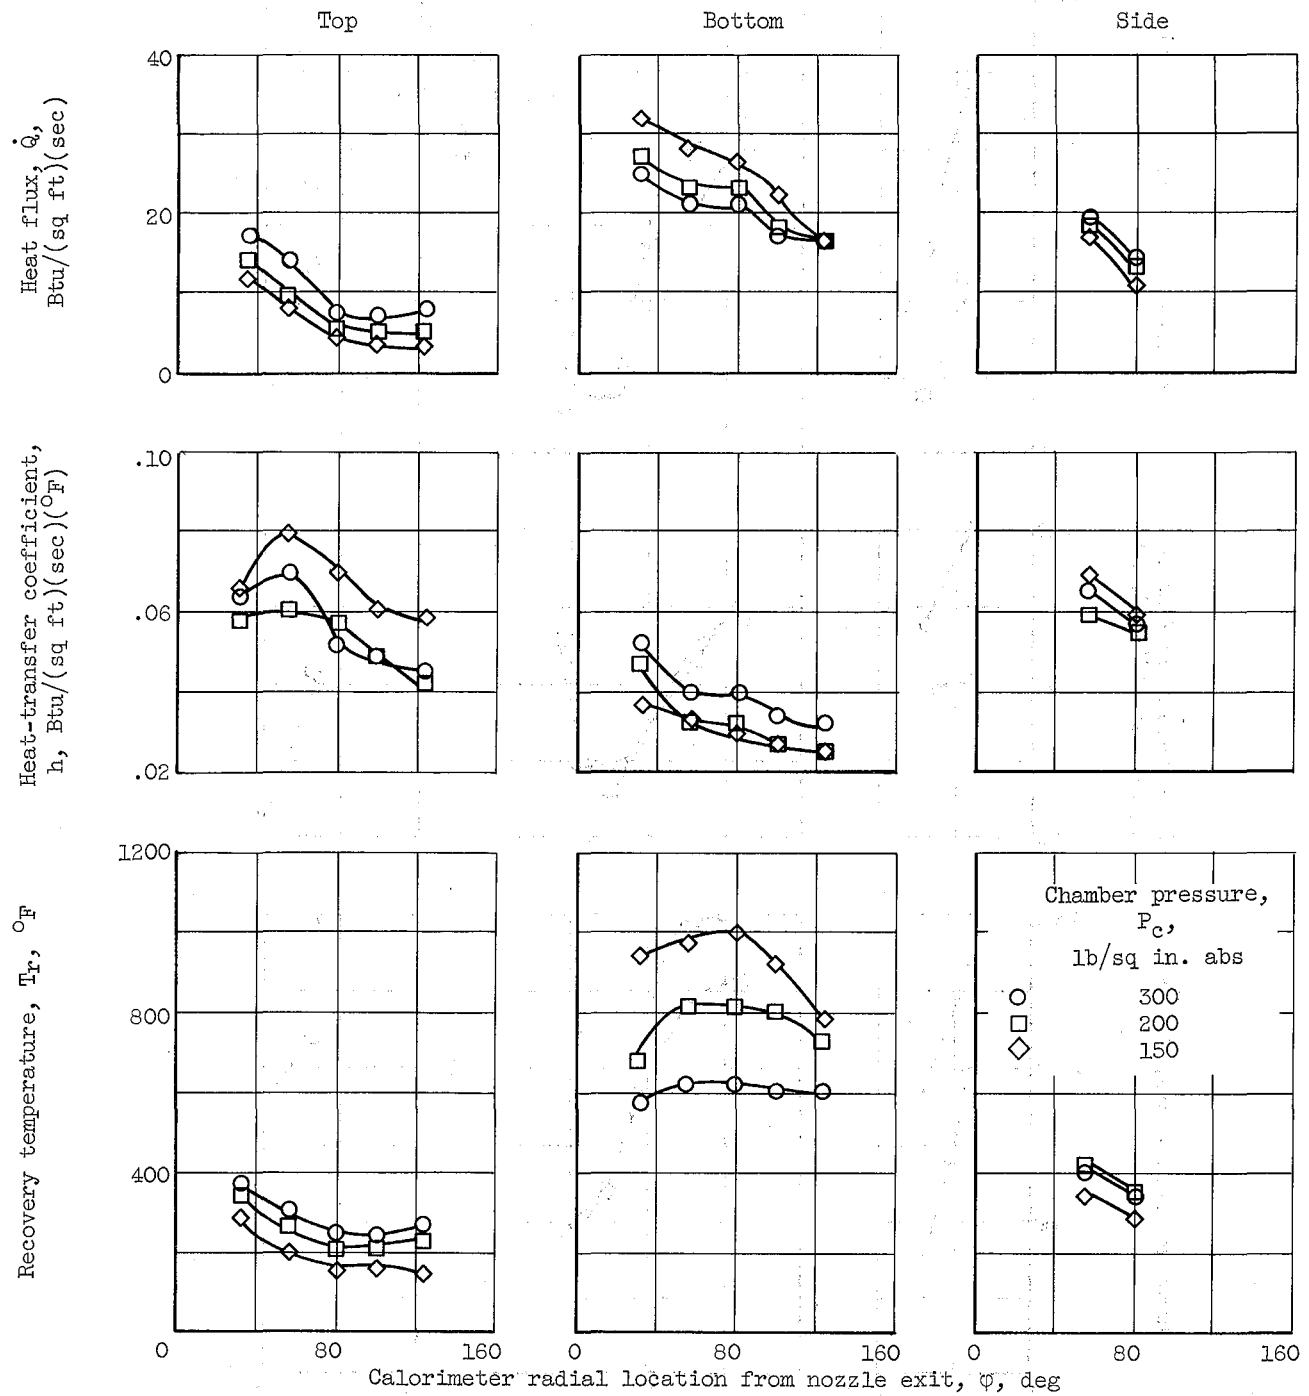 Top Bottom Side
Heat flux, Q̇,
Btu/(sq ft)(sec)
40
20
0
Heat-transfer coefficient,
h, Btu/(sq ft)(sec)(°F)
.10
.06
.02
Recovery temperature, Tr, °F
1200
800
400
0
Chamber pressure,
Pc,
lb/sq in. abs
300
200
150
0 80 160 0 80 160 0 80 160
Calorimeter radial location from nozzle exit, φ, deg